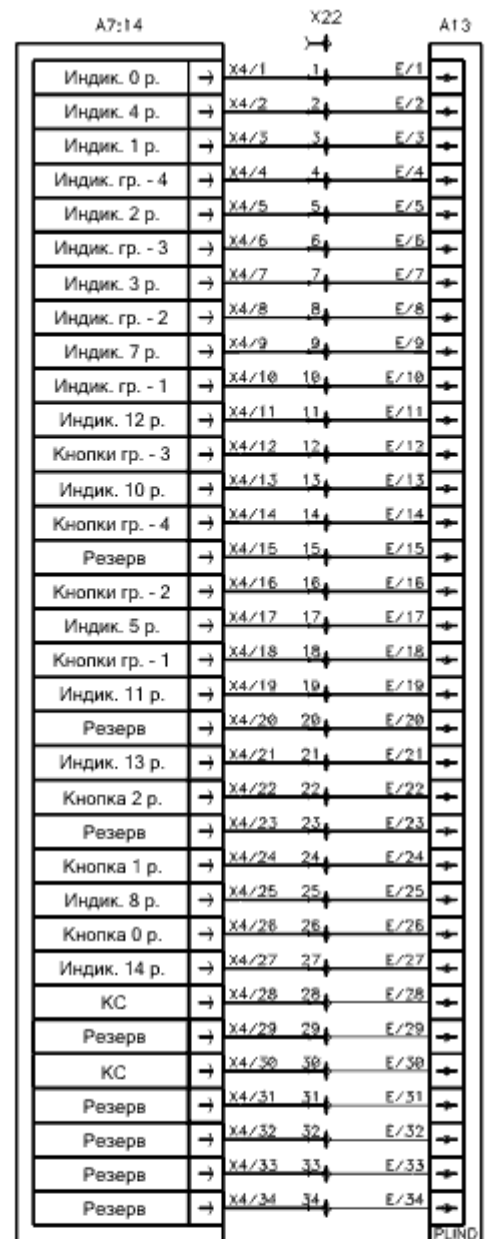 X22
A7:14 A13
Индик. 0 р. X4/1 1 E/1
Индик. 4 р. X4/2 2 E/2
Индик. 1 р. X4/3 3 E/3
Индик. гр. - 4 X4/4 4 E/4
Индик. 2 р. X4/5 5 E/5
Индик. гр. - 3 X4/6 6 E/6
Индик. 3 р. X4/7 7 E/7
Индик. гр. - 2 X4/8 8 E/8
Индик. 7 р. X4/9 9 E/9
Индик. гр. - 1 X4/10 10 E/10
Индик. 12 р. X4/11 11 E/11
Кнопки гр. - 3 X4/12 12 E/12
Индик. 10 р. X4/13 13 E/13
Кнопки гр. - 4 X4/14 14 E/14
Резерв X4/15 15 E/15
Кнопки гр. - 2 X4/16 16 E/16
Индик. 5 р. X4/17 17 E/17
Кнопки гр. - 1 X4/18 18 E/18
Индик. 11 р. X4/19 19 E/19
Резерв X4/20 20 E/20
Индик. 13 р. X4/21 21 E/21
Кнопка 2 р. X4/22 22 E/22
Резерв X4/23 23 E/23
Кнопка 1 р. X4/24 24 E/24
Индик. 8 р. X4/25 25 E/25
Кнопка 0 р. X4/26 26 E/26
Индик. 14 р. X4/27 27 E/27
КС X4/28 28 E/28
Резерв X4/29 29 E/29
КС X4/30 30 E/30
Резерв X4/31 31 E/31
Резерв X4/32 32 E/32
Резерв X4/33 33 E/33
Резерв X4/34 34 E/34
PLIND